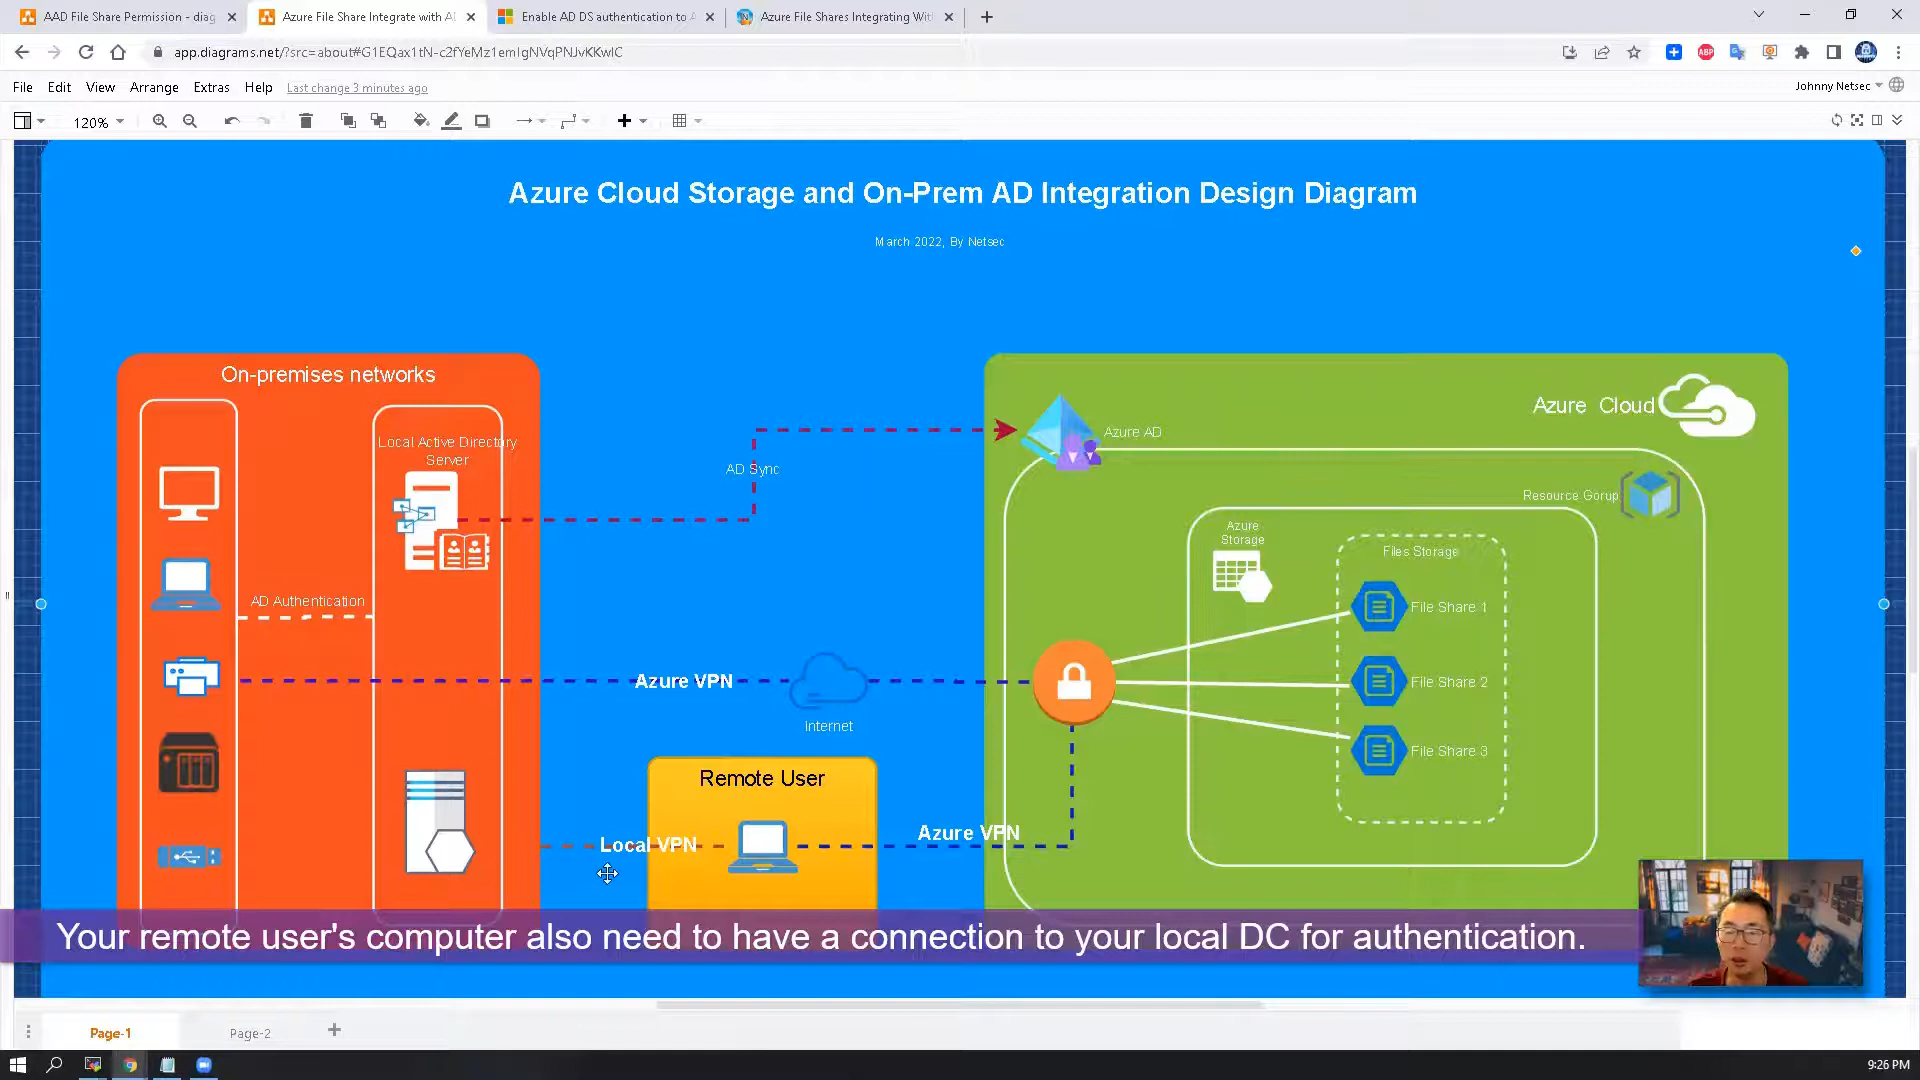 AAD File Share Permission - diag
Azure File Share Integrate with AD
Enable AD DS authentication to A
Azure File Shares Integrating Wit
app.diagrams.net/?src=about#G1EQax1tN-c2fYeMz1emIgNVqPNJvKKwIC
ABP
File Edit View Arrange Extras Help Last change 3 minutes ago
Johnny Netsec
120%
Azure Cloud Storage and On-Prem AD Integration Design Diagram
March 2022, By Netsec
On-premises networks
Local Active Directory
Server
AD Authentication
AD Sync
Azure AD
Azure Cloud
Resource Gorup
Azure
Storage
Files Storage
File Share 1
File Share 2
File Share 3
Azure VPN
Internet
Remote User
Local VPN
Azure VPN
Your remote user's computer also need to have a connection to your local DC for authentication.
Page-1
Page-2
9:26 PM